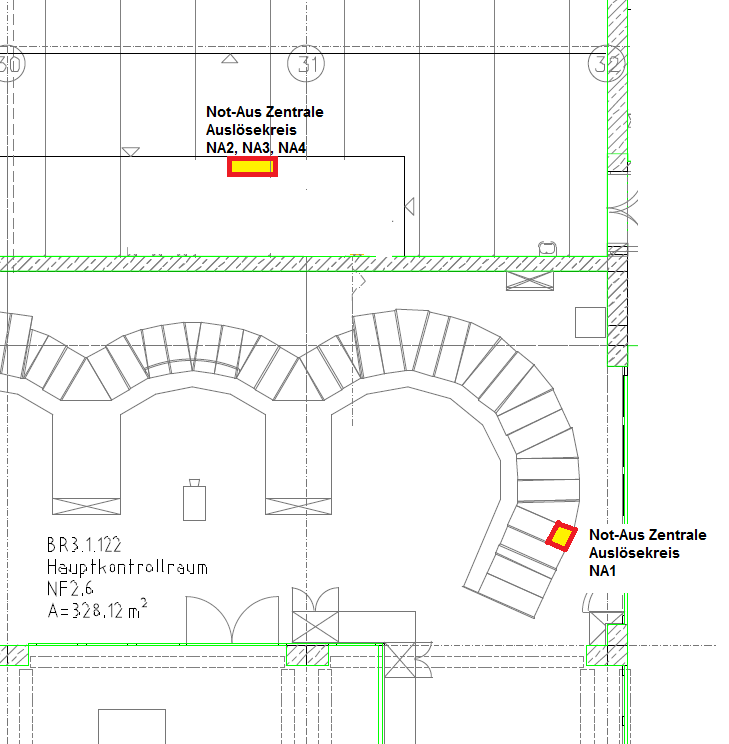 30
31
32
Not-Aus Zentrale
Auslösekreis
NA2, NA3, NA4
Not-Aus Zentrale
Auslösekreis
NA1
BR3.1.122
Hauptkontrollraum
NF2.6
A=328.12 m²